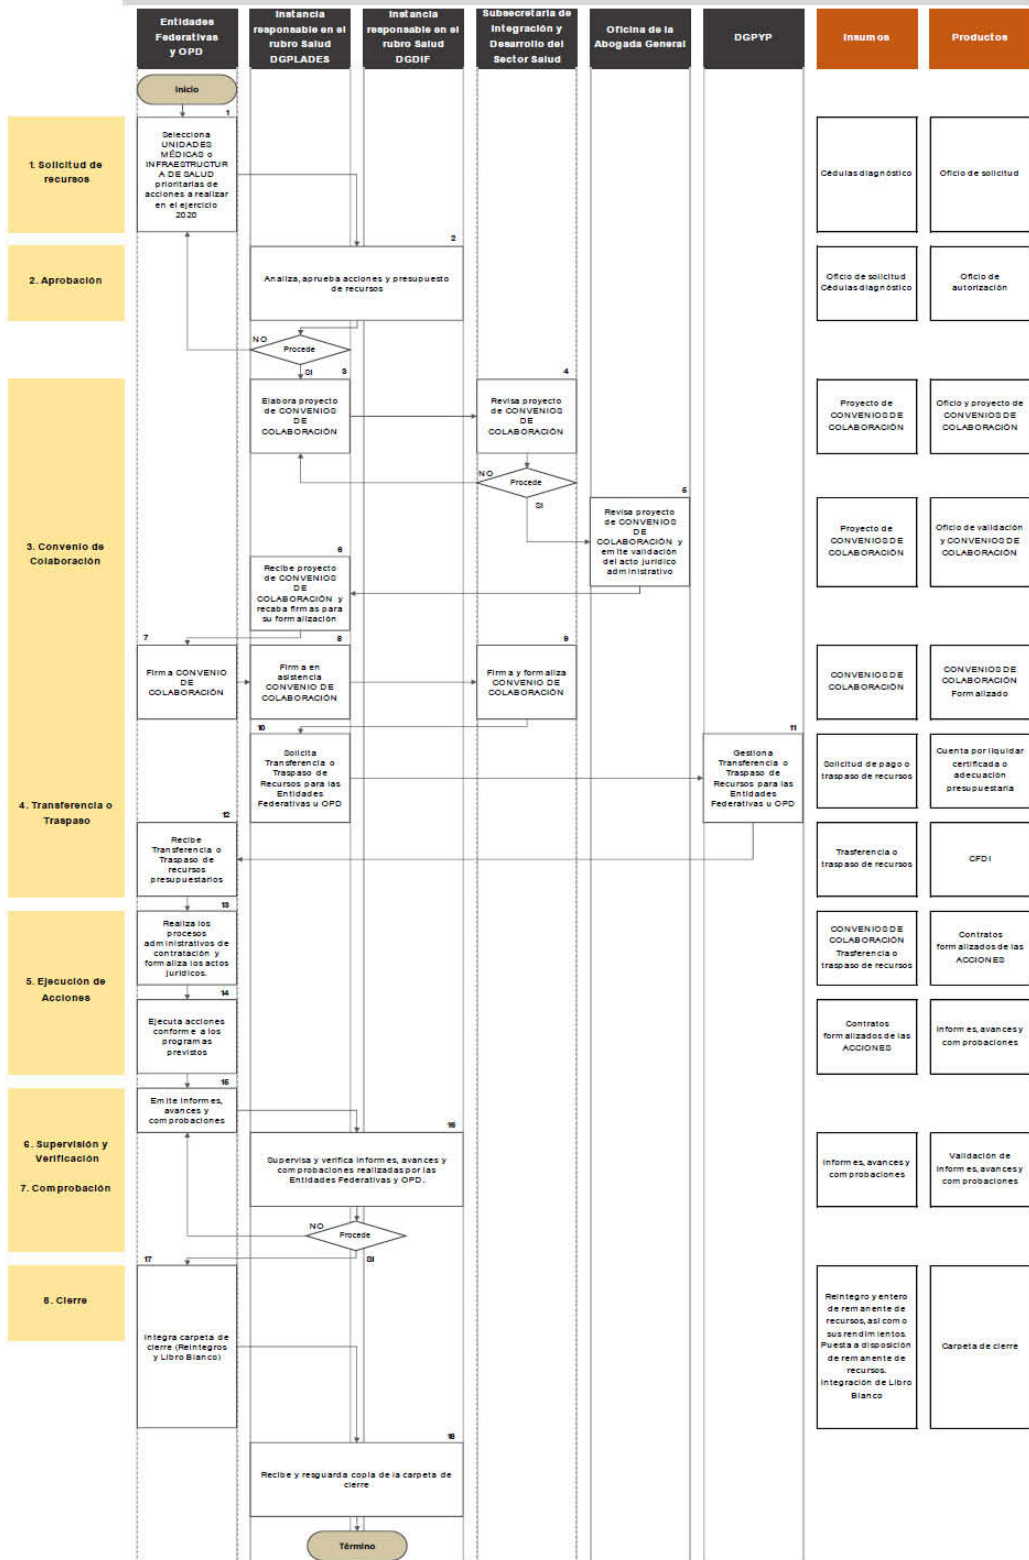 Entidades
Federativas
y OPD
Instancia
responsable en el
rubro Salud
DGPLADES
Instancia
responsable en el
rubro Salud
DGDIF
Subsecretaría de
Integración y
Desarrollo del
Sector Salud
Oficina de la
Abogada General
DGPYP
Insumos
Productos
Inicio
1. Solicitud de
recursos
1
Selecciona
UNIDADES
MÉDICAS o
INFRAESTRUCTUR
A DE SALUD
prioritarias de
acciones a realizar
en el ejercicio
2020
Cédulas diagnóstico
Oficio de solicitud
2. Aprobación
2
Analiza, aprueba acciones y presupuesto
de recursos
Oficio de solicitud
Cédulas diagnóstico
Oficio de
autorización
NO
Procede
SI
3. Convenio de
Colaboración
3
Elabora proyecto
de CONVENIOS
DE
COLABORACIÓN
4
Revisa proyecto
de CONVENIOS
DE
COLABORACIÓN
Proyecto de
CONVENIOS DE
COLABORACIÓN
Oficio y proyecto de
CONVENIOS DE
COLABORACIÓN
NO
Procede
SI
5
Revisa proyecto
de CONVENIOS
DE
COLABORACIÓN y
emite validación
del acto jurídico
administrativo
Proyecto de
CONVENIOS DE
COLABORACIÓN
Oficio de validación
y CONVENIOS DE
COLABORACIÓN
6
Recibe proyecto
de CONVENIOS
DE
COLABORACIÓN y
recaba firmas para
su formalización
7
Firma CONVENIO
DE
COLABORACIÓN
8
Firma en
asistencia
CONVENIO DE
COLABORACIÓN
9
Firma y formaliza
CONVENIO DE
COLABORACIÓN
CONVENIOS DE
COLABORACIÓN
CONVENIOS DE
COLABORACIÓN
Formalizado
4. Transferencia o
Traspaso
10
Solicita
Transferencia o
Traspaso de
Recursos para las
Entidades
Federativas u OPD
11
Gestiona
Transferencia o
Traspaso de
Recursos para las
Entidades
Federativas u OPD
Solicitud de pago o
traspaso de recursos
Cuenta por liquidar
certificada o
adecuación
presupuestaria
12
Recibe
Transferencia o
Traspaso de
recursos
presupuestarios
Trasferencia o
traspaso de recursos
CFDI
5. Ejecución de
Acciones
13
Realiza los
procesos
administrativos de
contratación y
formaliza los actos
jurídicos.
CONVENIOS DE
COLABORACIÓN
Trasferencia o
traspaso de recursos
Contratos
formalizados de las
ACCIONES
14
Ejecuta acciones
conforme a los
programas
previstos
Contratos
formalizados de las
ACCIONES
Informes, avances y
comprobaciones
6. Supervisión y
Verificación
7. Comprobación
15
Emite informes,
avances y
comprobaciones
16
Supervisa y verifica informes, avances y
comprobaciones realizadas por las
Entidades Federativas y OPD.
Informes, avances y
comprobaciones
Validación de
informes, avances y
comprobaciones
NO
Procede
SI
8. Cierre
17
Integra carpeta de
cierre (Reintegros
y Libro Blanco)
Reintegro y entero
de remanente de
recursos, así como
sus rendimientos.
Puesta a disposición
de remanente de
recursos.
Integración de Libro
Blanco
Carpeta de cierre
18
Recibe y resguarda copia de la carpeta de
cierre
Término